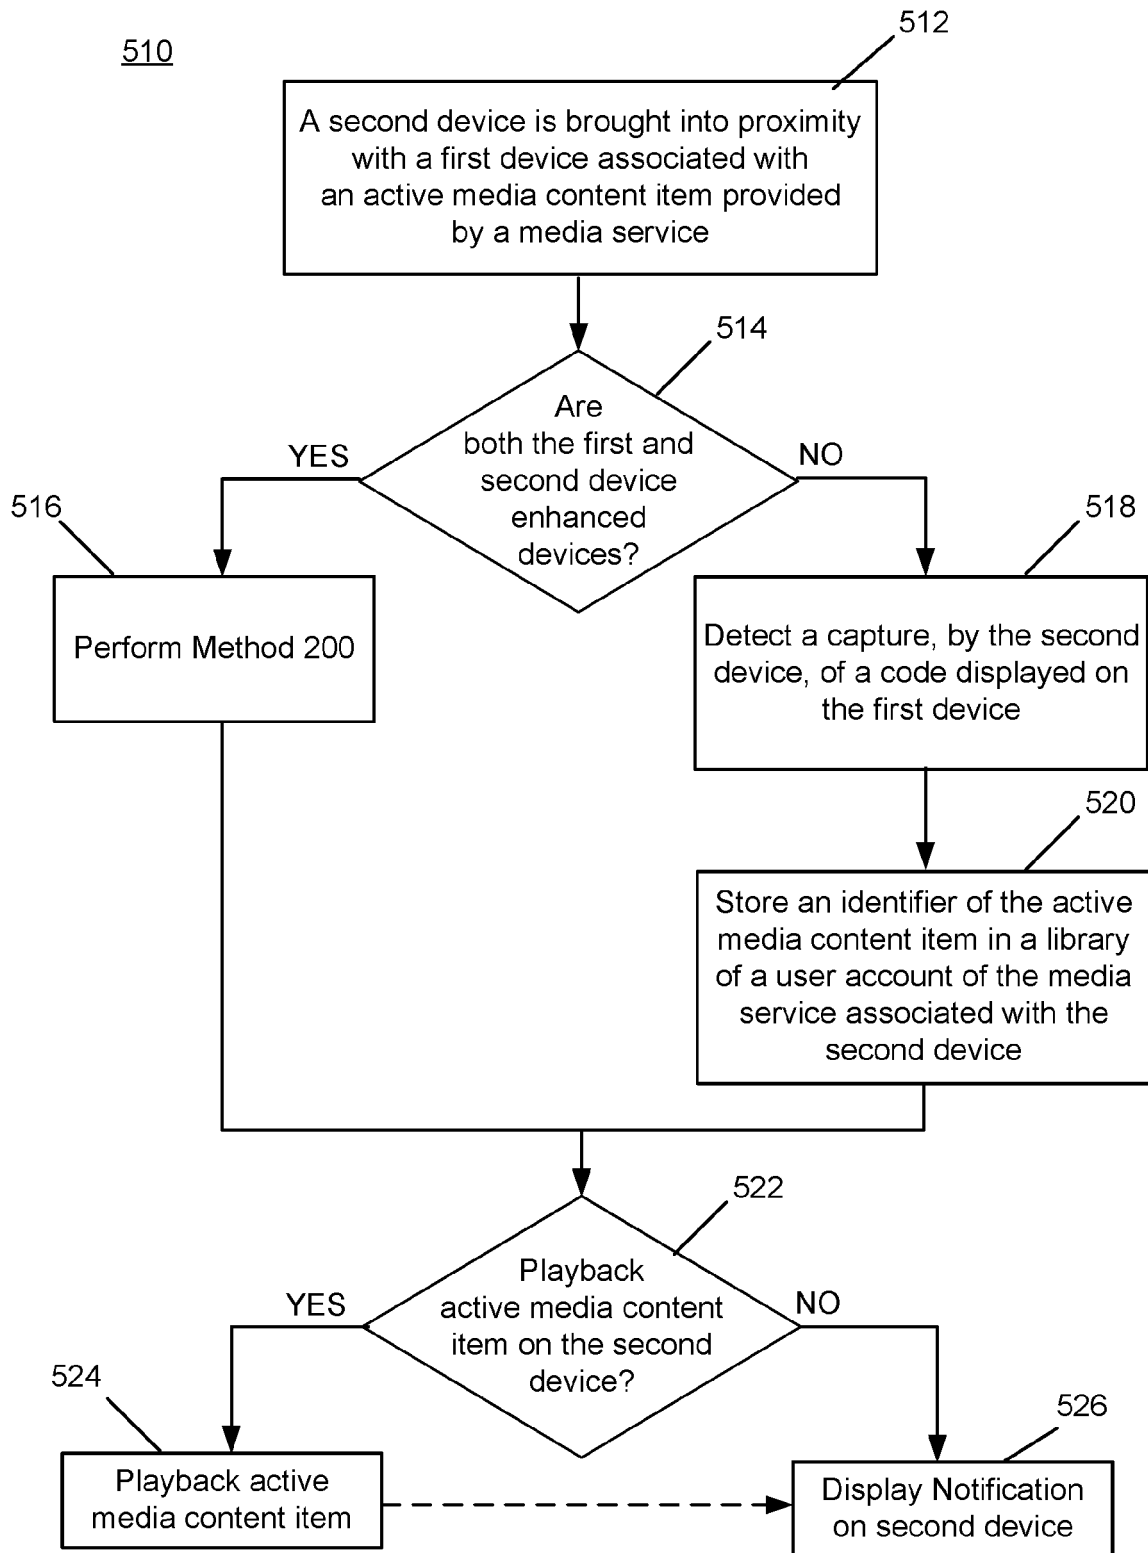 510
512
A second device is brought into proximity
with a first device associated with
an active media content item provided
by a media service
514
Are
both the first and
second device
enhanced
devices?
YES
NO
516
Perform Method 200
518
Detect a capture, by the second
device, of a code displayed on
the first device
520
Store an identifier of the active
media content item in a library
of a user account of the media
service associated with the
second device
522
Playback
active media content
item on the second
device?
YES
NO
524
Playback active
media content item
526
Display Notification
on second device